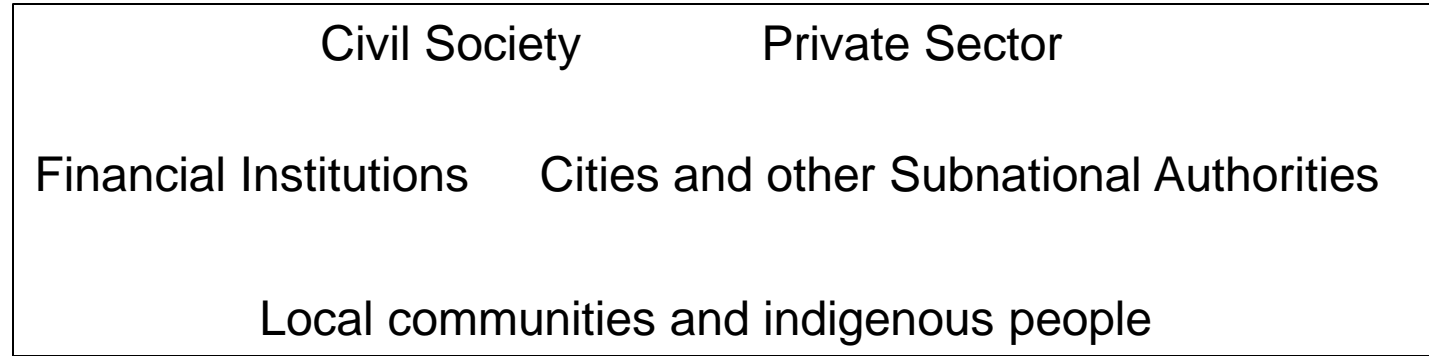 Civil Society Private Sector
Financial Institutions Cities and other Subnational Authorities
Local communities and indigenous people